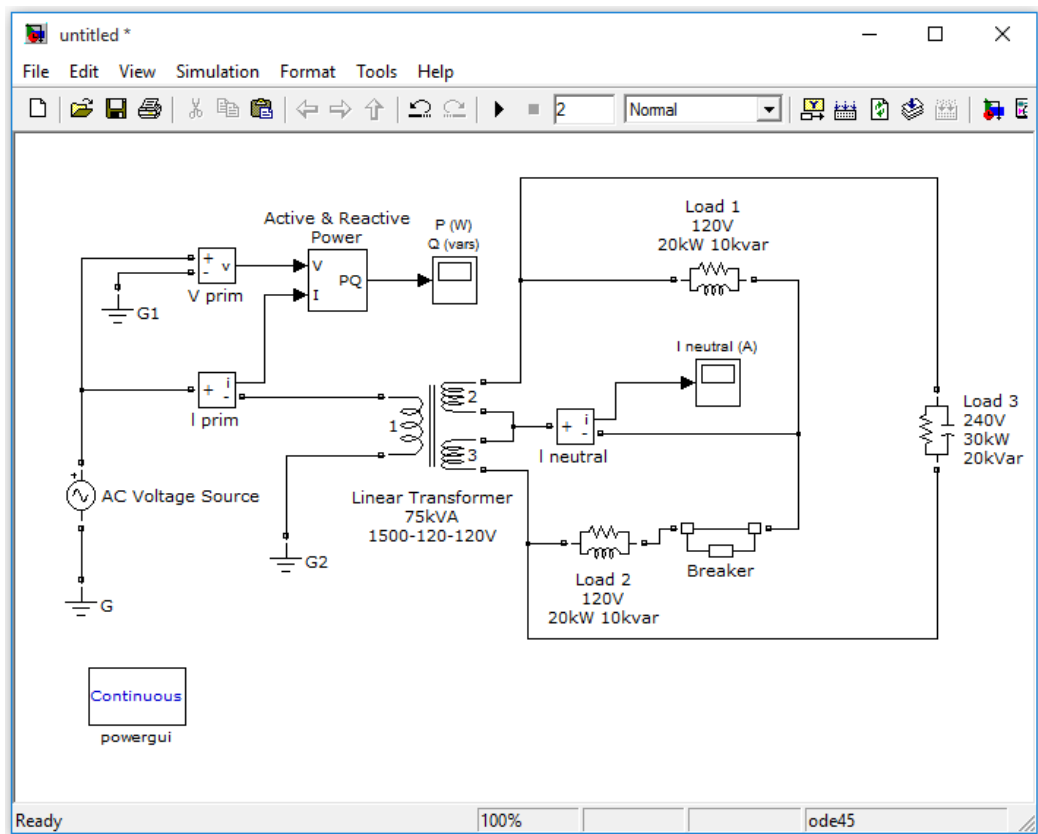 untitled *
File Edit View Simulation Format Tools Help
2 Normal
Active & Reactive
Power
P (W)
Q (vars)
+
-
v
V
I
PQ
V prim
G1
Load 1
120V
20kW 10kvar
I neutral (A)
+
i
-
I prim
1
2
3
+
i
-
I neutral
Load 3
240V
30kW
20kVar
+
AC Voltage Source
Linear Transformer
75kVA
1500-120-120V
G2
G
Load 2
120V
20kW 10kvar
Breaker
Continuous
powergui
Ready 100% ode45